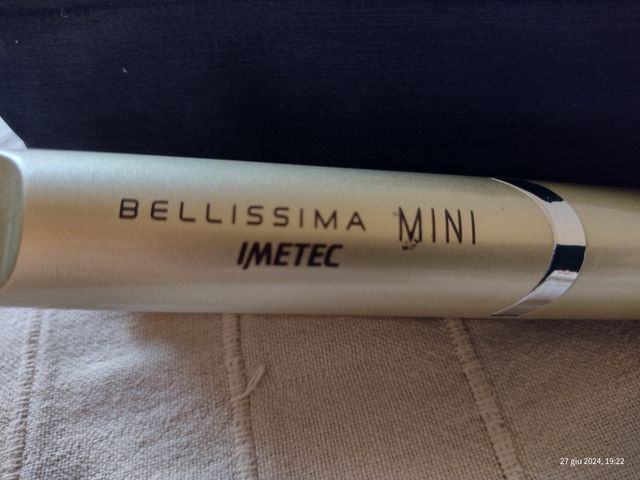 BELLISSIMA MINI
IMETEC
27 giu 2024, 19:22